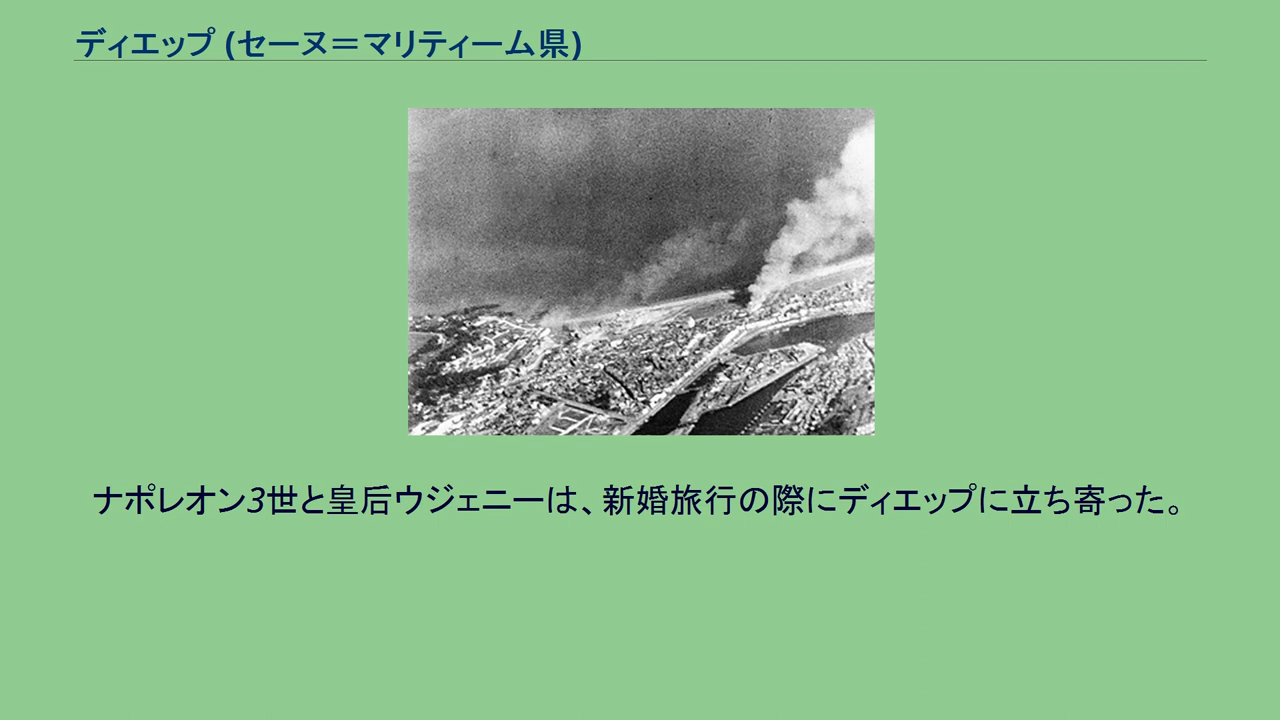 ディエップ (セーヌ＝マリティーム県)
ナポレオン3世と皇后ウジェニーは、新婚旅行の際にディエップに立ち寄った。